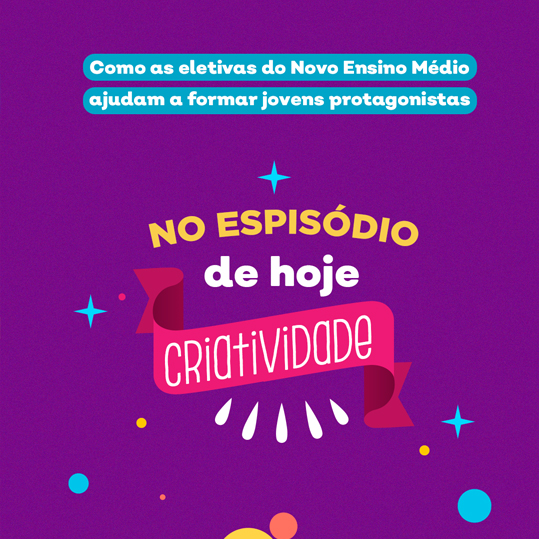 Como as eletivas do Novo Ensino Médio
ajudam a formar jovens protagonistas
NO ESPISÓDIO
de hoje
CRIATIVIDADE